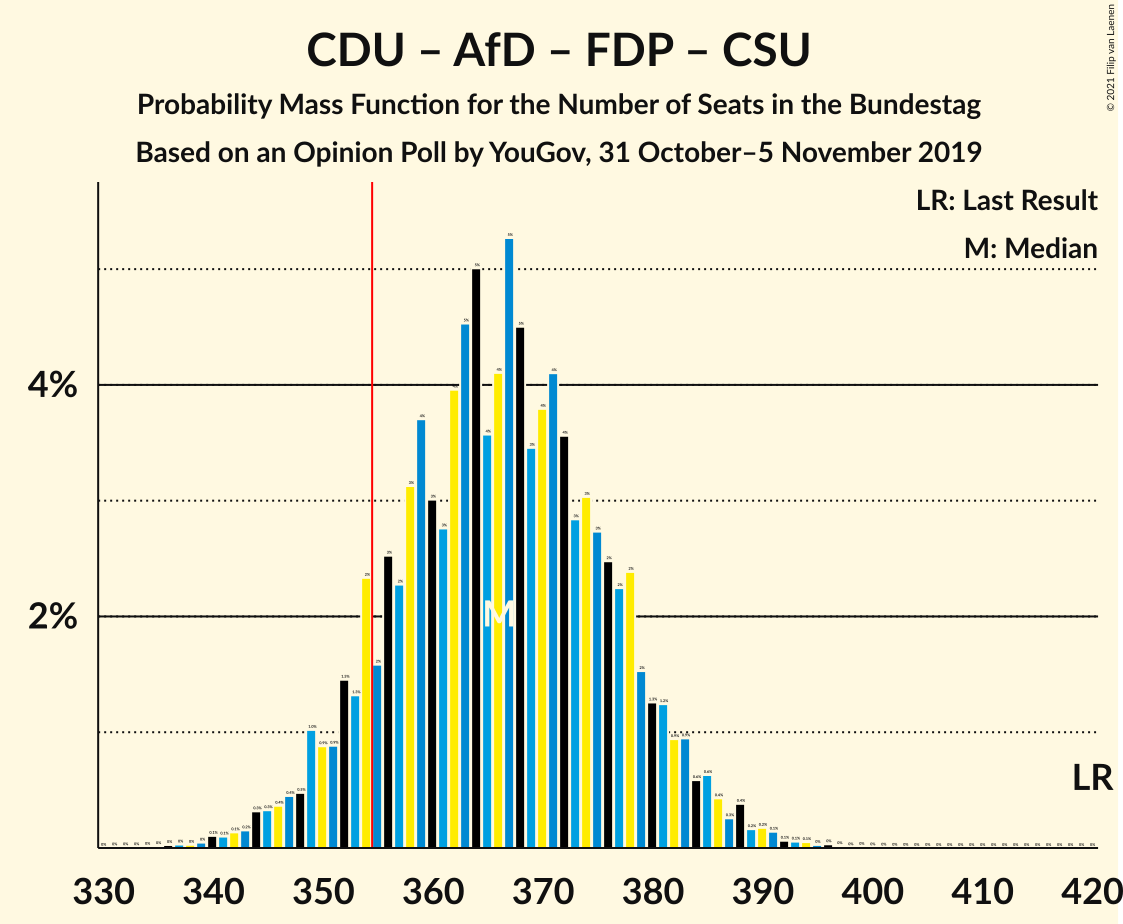 CDU – AfD – FDP – CSU
Probability Mass Function for the Number of Seats in the Bundestag
Based on an Opinion Poll by YouGov, 31 October–5 November 2019
© 2021 Filip van Laenen
LR: Last Result
M: Median
4%
2%
M
LR
330 340 350 360 370 380 390 400 410 420